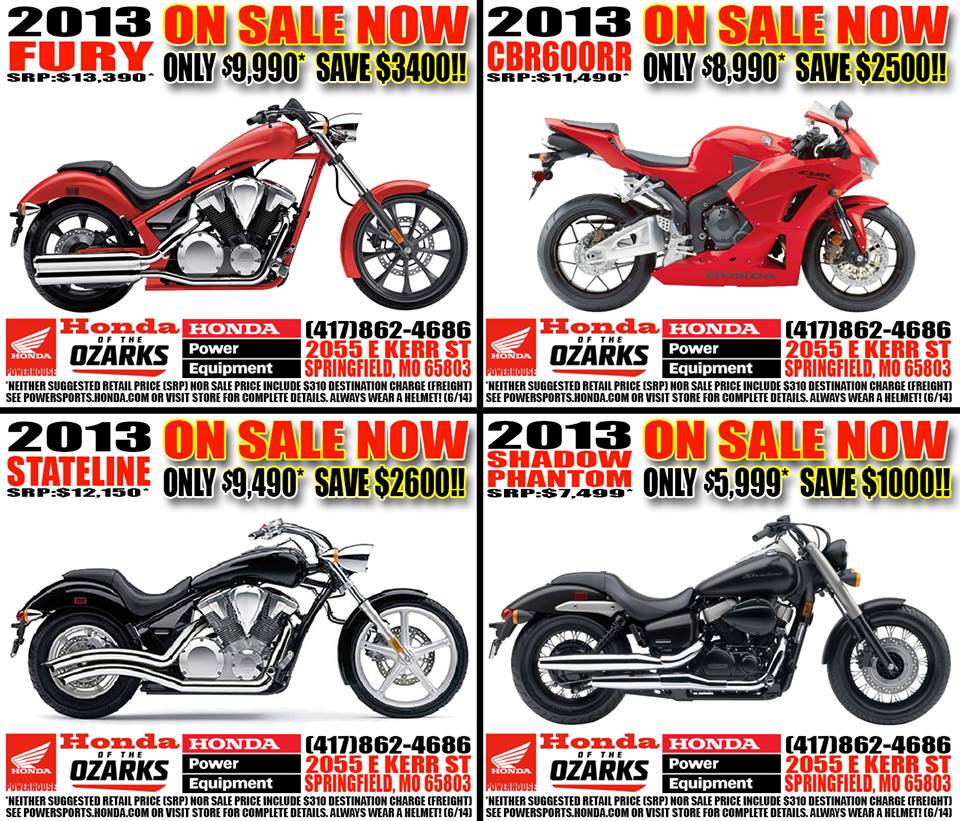 2013
FURY
SRP:$13,390*
ON SALE NOW
ONLY $9,990* SAVE $3400!!
HONDA
POWERHOUSE
Honda
OF THE
OZARKS
HONDA
Power
Equipment
(417)862-4686
2055 E KERR ST
SPRINGFIELD, MO 65803
*NEITHER SUGGESTED RETAIL PRICE (SRP) NOR SALE PRICE INCLUDE $310 DESTINATION CHARGE (FREIGHT)
SEE POWERSPORTS.HONDA.COM OR VISIT STORE FOR COMPLETE DETAILS. ALWAYS WEAR A HELMET! (6/14)
2013
CBR600RR
SRP:$11,490*
ON SALE NOW
ONLY $8,990* SAVE $2500!!
CBR
HONDA
HONDA
POWERHOUSE
Honda
OF THE
OZARKS
HONDA
Power
Equipment
(417)862-4686
2055 E KERR ST
SPRINGFIELD, MO 65803
*NEITHER SUGGESTED RETAIL PRICE (SRP) NOR SALE PRICE INCLUDE $310 DESTINATION CHARGE (FREIGHT)
SEE POWERSPORTS.HONDA.COM OR VISIT STORE FOR COMPLETE DETAILS. ALWAYS WEAR A HELMET! (6/14)
2013
STATELINE
SRP:$12,150*
ON SALE NOW
ONLY $9,490* SAVE $2600!!
HONDA
POWERHOUSE
Honda
OF THE
OZARKS
HONDA
Power
Equipment
(417)862-4686
2055 E KERR ST
SPRINGFIELD, MO 65803
*NEITHER SUGGESTED RETAIL PRICE (SRP) NOR SALE PRICE INCLUDE $310 DESTINATION CHARGE (FREIGHT)
SEE POWERSPORTS.HONDA.COM OR VISIT STORE FOR COMPLETE DETAILS. ALWAYS WEAR A HELMET! (6/14)
2013
SHADOW
PHANTOM
SRP:$7,499*
ON SALE NOW
ONLY $5,999* SAVE $1000!!
Shadow
HONDA
POWERHOUSE
Honda
OF THE
OZARKS
HONDA
Power
Equipment
(417)862-4686
2055 E KERR ST
SPRINGFIELD, MO 65803
*NEITHER SUGGESTED RETAIL PRICE (SRP) NOR SALE PRICE INCLUDE $310 DESTINATION CHARGE (FREIGHT)
SEE POWERSPORTS.HONDA.COM OR VISIT STORE FOR COMPLETE DETAILS. ALWAYS WEAR A HELMET! (6/14)